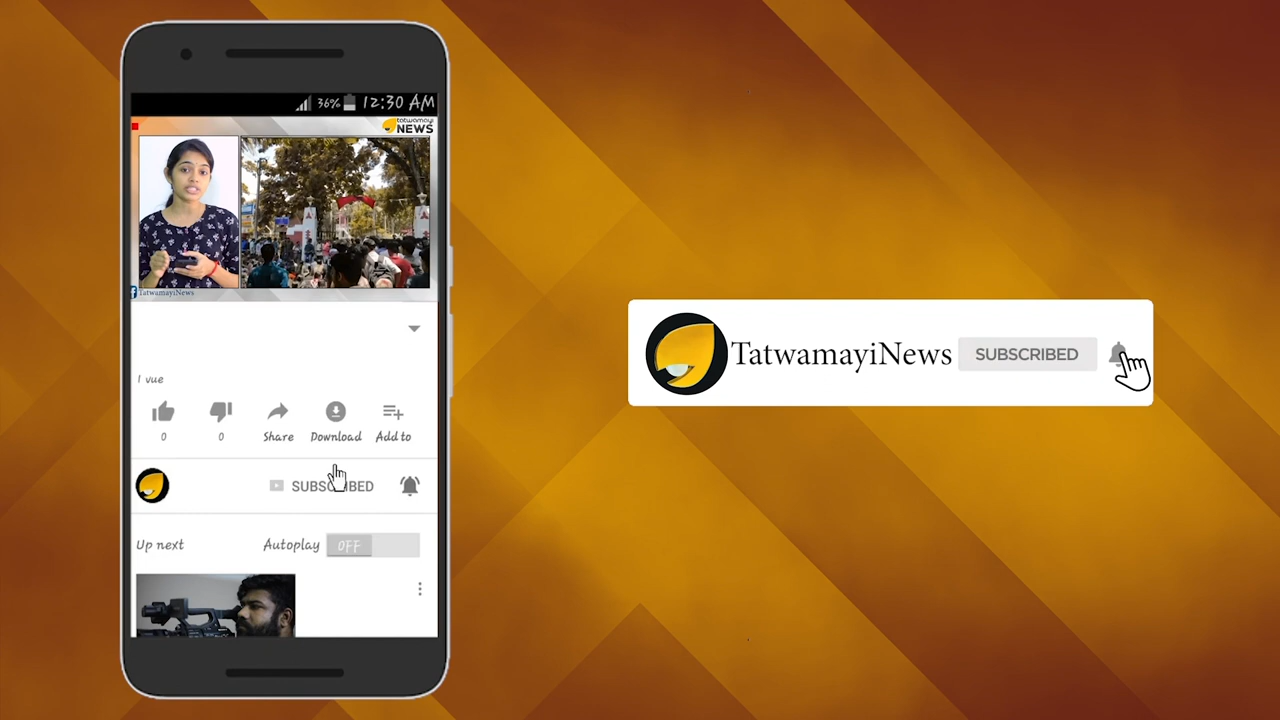 36% 12:30 AM
tatwamayi
NEWS
TatwamayiNews
1 vue
0 0 Share Download Add to
SUBSCRIBED
Up next Autoplay OFF
TatwamayiNews SUBSCRIBED